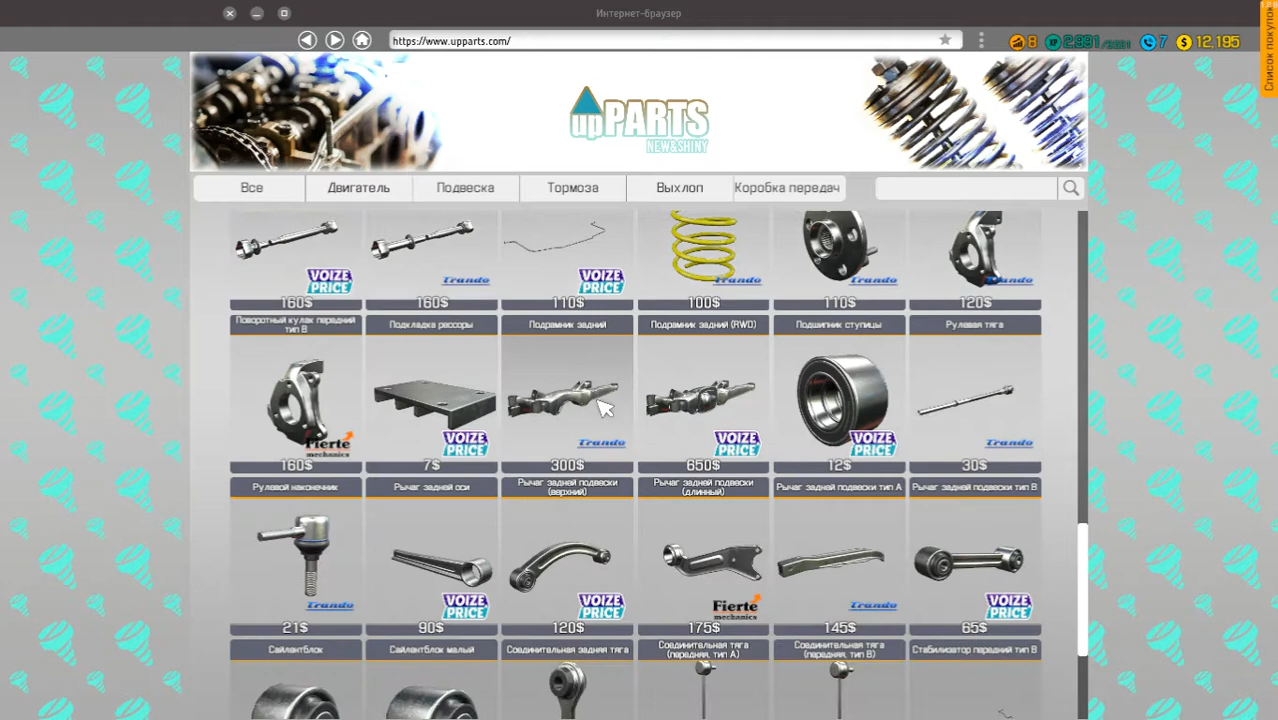 Интернет-браузер
https://www.upparts.com/
8 2,991 7 $ 12,195
Список покупок
upPARTS
NEW&SHINY
Все Двигатель Подвеска Тормоза Выхлоп Коробка передач
VOIZE PRICE Trando VOIZE PRICE Trando Trando Trando
160$ 160$ 110$ 100$ 110$ 120$
Поворотный кулак передний тип B
Подкладка рессоры
Подрамник задний
Подрамник задний (RWD)
Подшипник ступицы
Рулевая тяга
Fierte mechanics VOIZE PRICE Trando VOIZE PRICE VOIZE PRICE Trando
160$ 7$ 300$ 650$ 12$ 30$
Рулевой наконечник
Рычаг задней оси
Рычаг задней подвески (верхний)
Рычаг задней подвески (длинный)
Рычаг задней подвески тип A
Рычаг задней подвески тип B
Trando VOIZE PRICE VOIZE PRICE Fierte mechanics Trando VOIZE PRICE
21$ 90$ 120$ 175$ 145$ 65$
Сайлентблок
Сайлентблок малый
Соединительная задняя тяга
Соединительная тяга (передняя, тип A)
Соединительная тяга (передняя, тип B)
Стабилизатор передний тип B